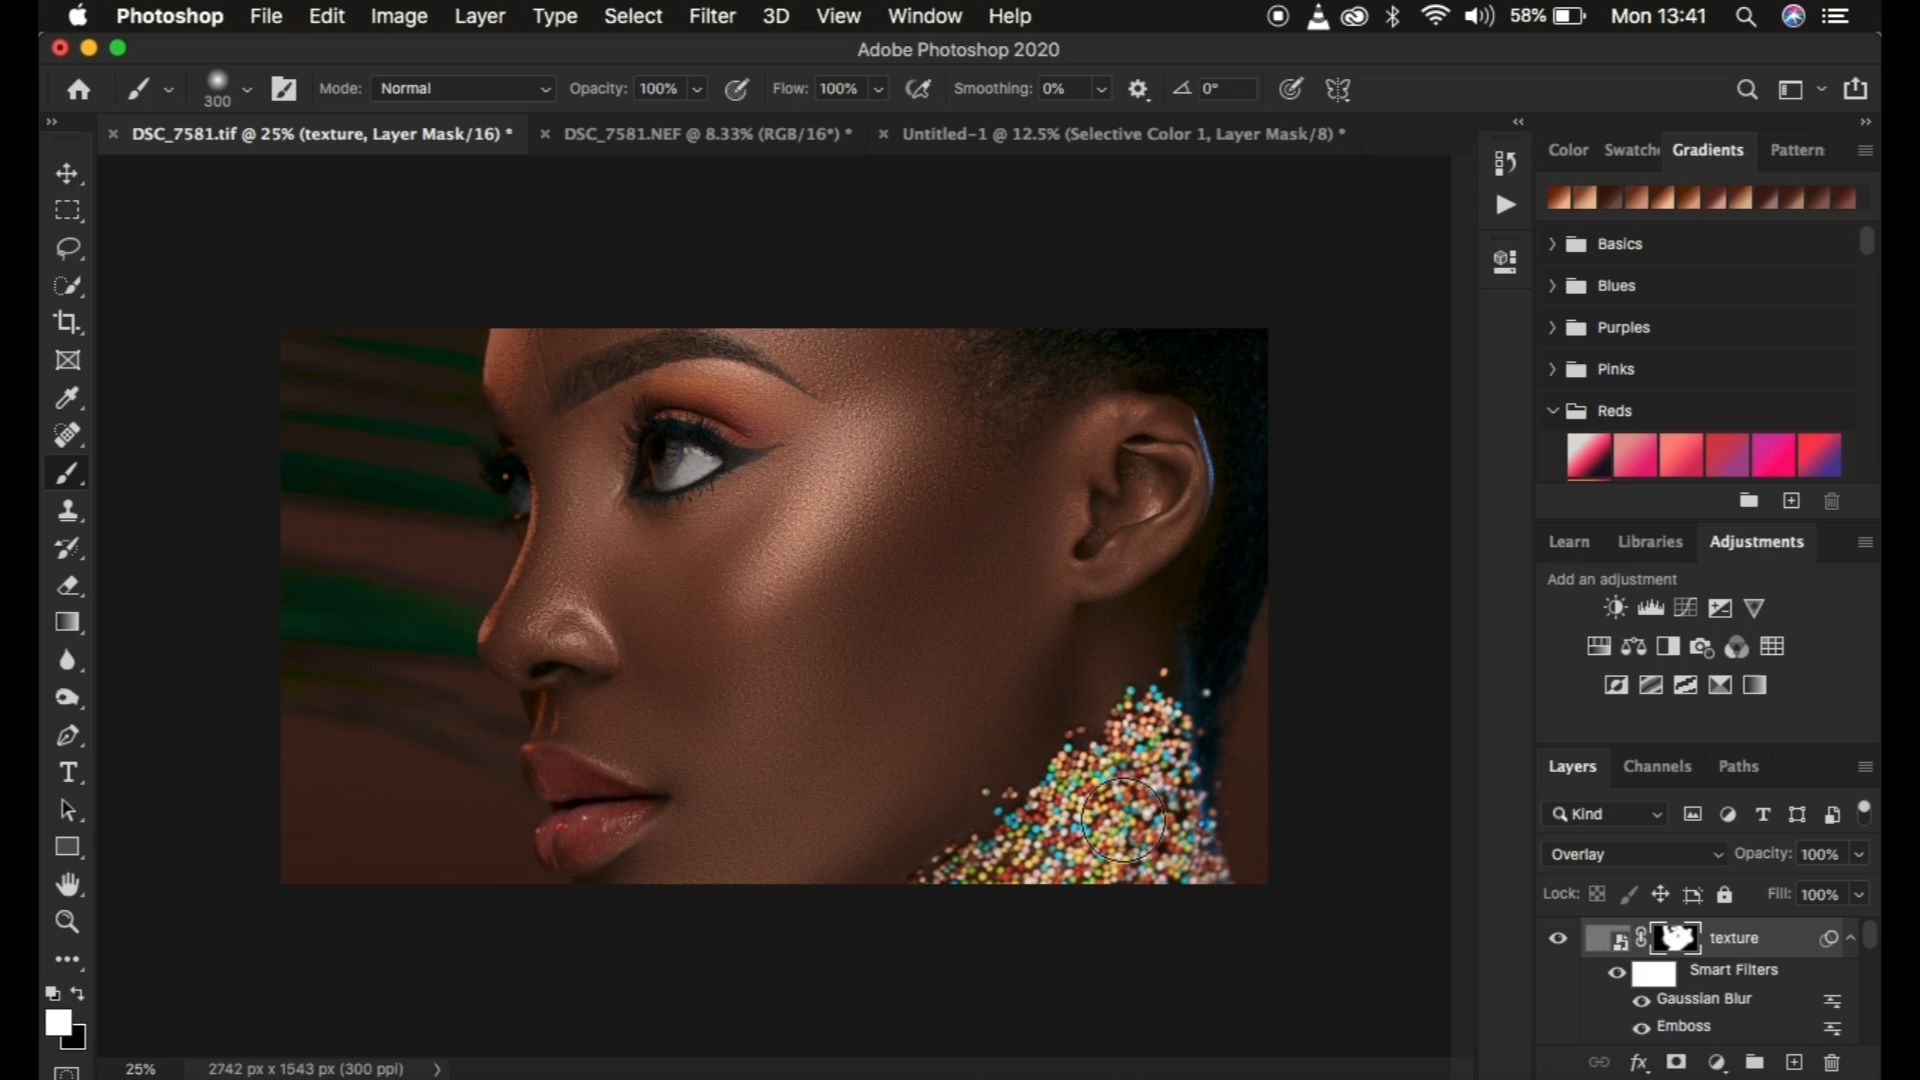 Photoshop File Edit Image Layer Type Select Filter 3D View Window Help 58% Mon 13:41
Adobe Photoshop 2020
300 Mode: Normal Opacity: 100% Flow: 100% Smoothing: 0% 0°
DSC_7581.tif @ 25% (texture, Layer Mask/16) * DSC_7581.NEF @ 8.33% (RGB/16*) * Untitled-1 @ 12.5% (Selective Color 1, Layer Mask/8) *
Color Swatche Gradients Pattern
Basics
Blues
Purples
Pinks
Reds
Learn Libraries Adjustments
Add an adjustment
Layers Channels Paths
Kind
Overlay Opacity: 100%
Lock: Fill: 100%
texture
Smart Filters
Gaussian Blur
Emboss
25% 2742 px x 1543 px (300 ppi)